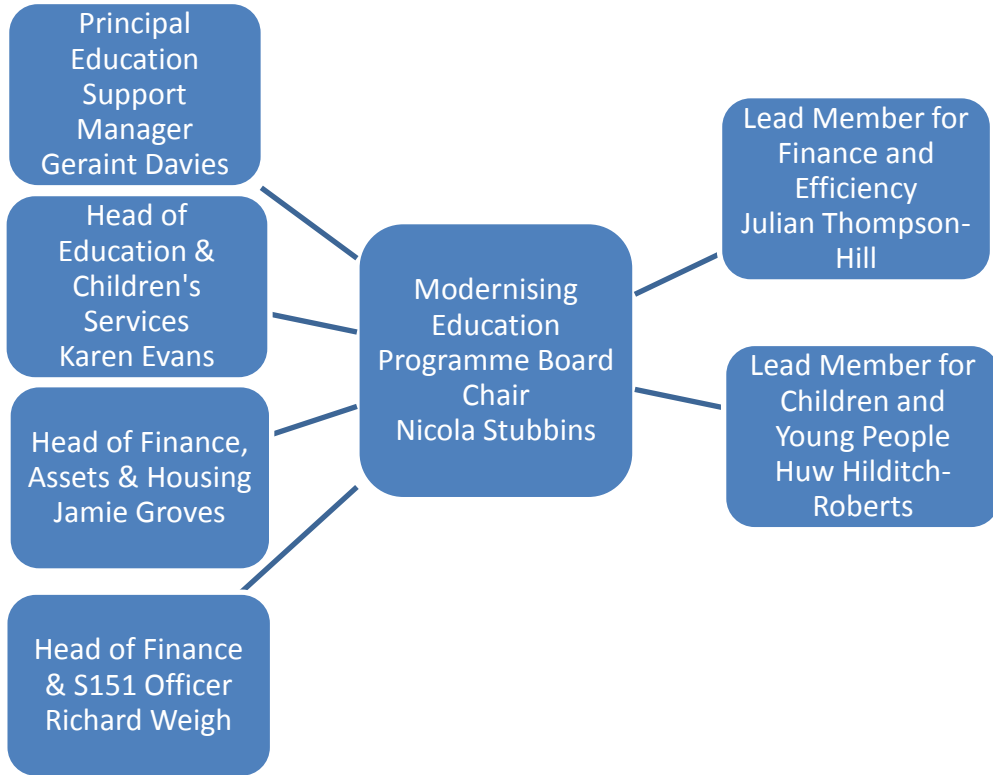 Principal
Education
Support
Manager
Geraint Davies
Head of
Education &
Children's
Services
Karen Evans
Head of Finance,
Assets & Housing
Jamie Groves
Head of Finance
& S151 Officer
Richard Weigh
Modernising
Education
Programme Board
Chair
Nicola Stubbins
Lead Member for
Finance and
Efficiency
Julian Thompson-
Hill
Lead Member for
Children and
Young People
Huw Hilditch-
Roberts